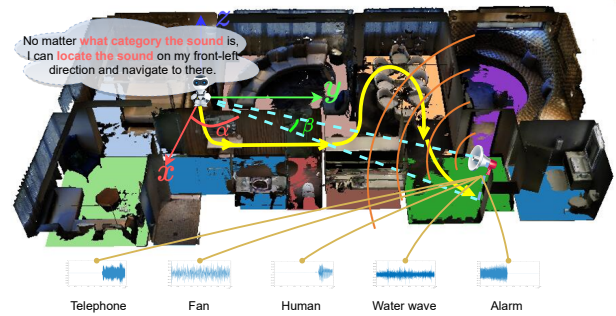 No matter what category the sound is,
I can locate the sound on my front-left
direction and navigate to there.
z
y
x
α
β
Telephone
Fan
Human
Water wave
Alarm